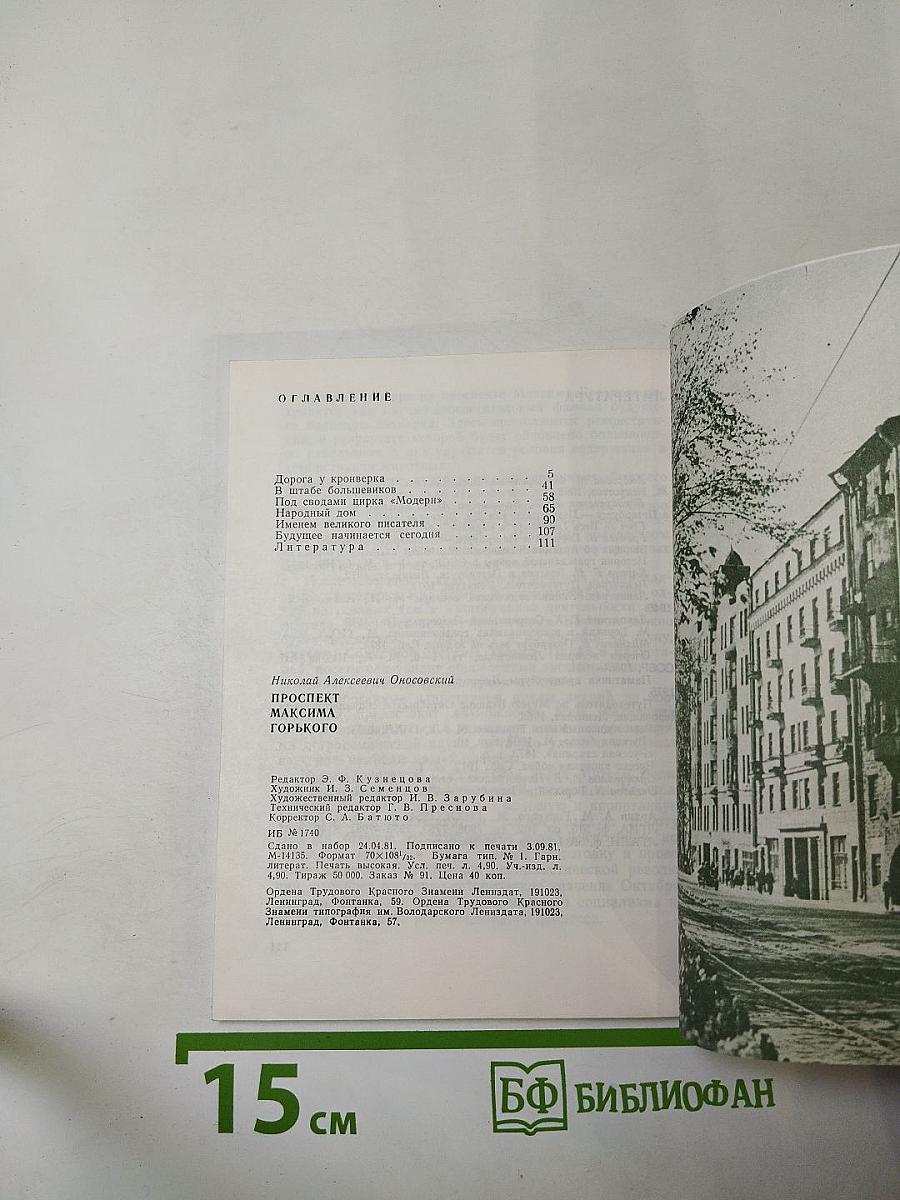 ОГЛАВЛЕНИЕ
Дорога у кронверка . . . . . . . . . . 5
В штабе большевиков . . . . . . . . . 41
Под сводами цирка «Модерн» . . . . . . 58
Народный дом . . . . . . . . . . . . 65
Именем великого писателя . . . . . . . 90
Будущее начинается сегодня . . . . . . 107
Литература . . . . . . . . . . . . 111
Николай Алексеевич Оносовский
ПРОСПЕКТ
МАКСИМА
ГОРЬКОГО
Редактор Э. Ф. Кузнецова
Художник И. З. Семенцов
Художественный редактор И. В. Зарубина
Технический редактор Г. В. Преснова
Корректор С. А. Батюто
ИБ № 1740
Сдано в набор 24.04.81. Подписано к печати 3.09.81.
М-14135. Формат 70×108¹/₃₂. Бумага тип. № 1. Гарн.
литерат. Печать высокая. Усл. печ. л. 4,90. Уч.-изд. л.
4,90. Тираж 50 000. Заказ № 91. Цена 40 коп.
Ордена Трудового Красного Знамени Лениздат, 191023,
Ленинград, Фонтанка, 59. Ордена Трудового Красного
Знамени типография им. Володарского Лениздата, 191023,
Ленинград, Фонтанка, 57.
15 см
БФ БИБЛИОФАН